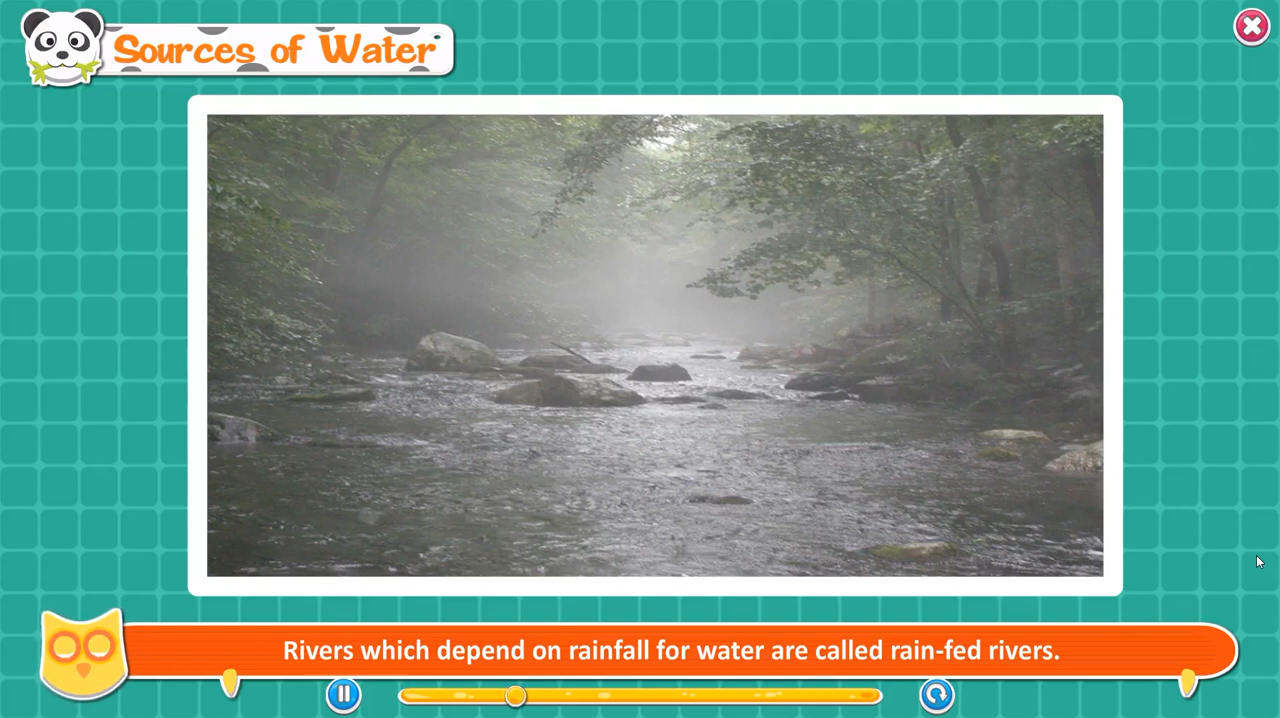 Sources of Water
Rivers which depend on rainfall for water are called rain-fed rivers.